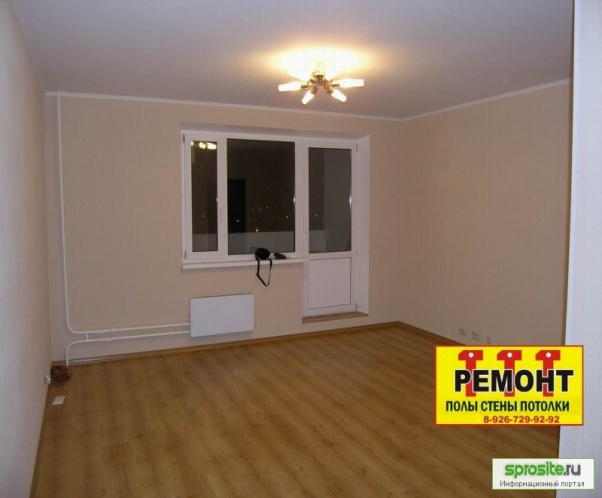 РЕМОНТ
ПОЛЫ СТЕНЫ ПОТОЛКИ
8-926-729-92-92
sprosite.ru
Информационный портал